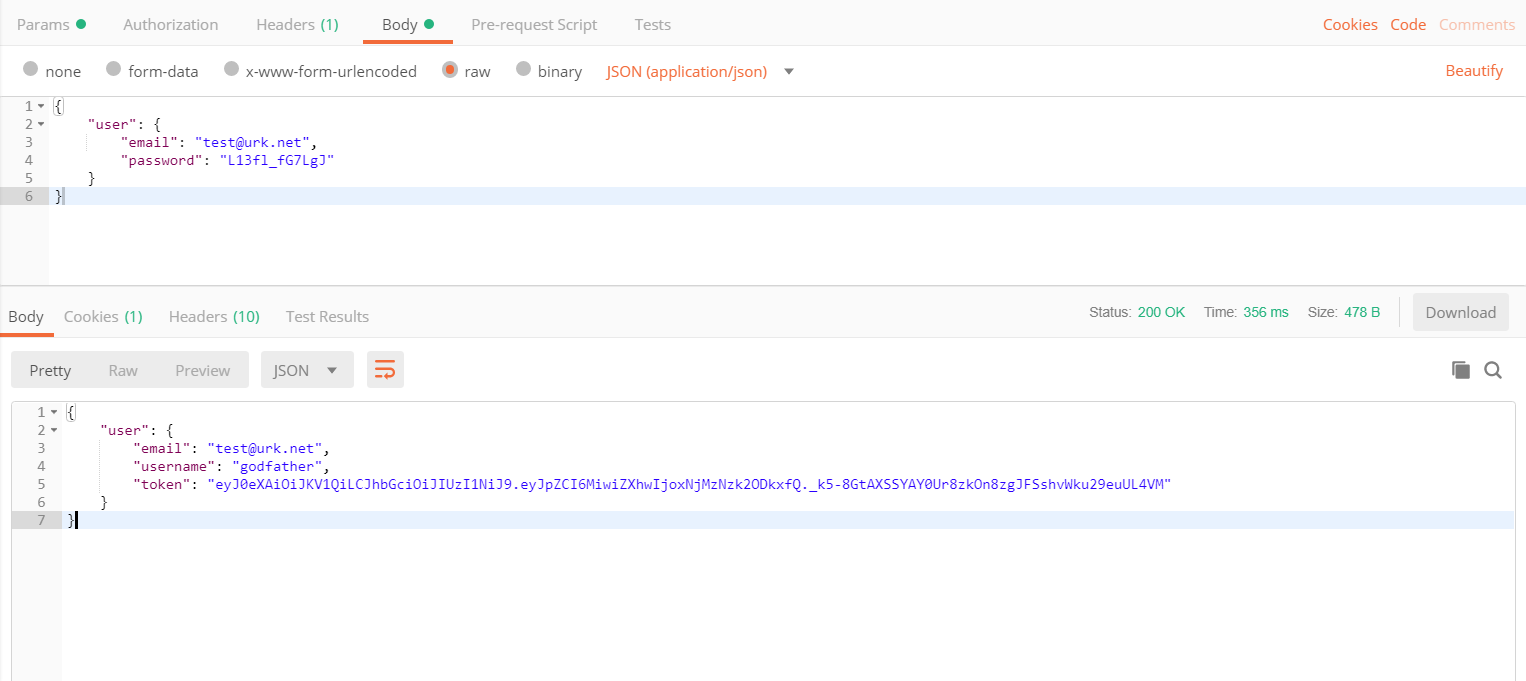 Params Authorization Headers (1) Body Pre-request Script Tests Cookies Code Comments
none form-data x-www-form-urlencoded raw binary JSON (application/json) Beautify
1 {
2 "user": {
3 "email": "test@urk.net",
4 "password": "L13fl_fG7LgJ"
5 }
6 }
Body Cookies (1) Headers (10) Test Results Status: 200 OK Time: 356 ms Size: 478 B Download
Pretty Raw Preview JSON
1 {
2 "user": {
3 "email": "test@urk.net",
4 "username": "godfather",
5 "token": "eyJ0eXAiOiJKV1QiLCJhbGciOiJIUzI1NiJ9.eyJpZCI6MiwiZXhwIjoxNjMzNzk2ODkxfQ._k5-8GtAXSSYAY0Ur8zkOn8zgJFSshvWku29euUL4VM"
6 }
7 }